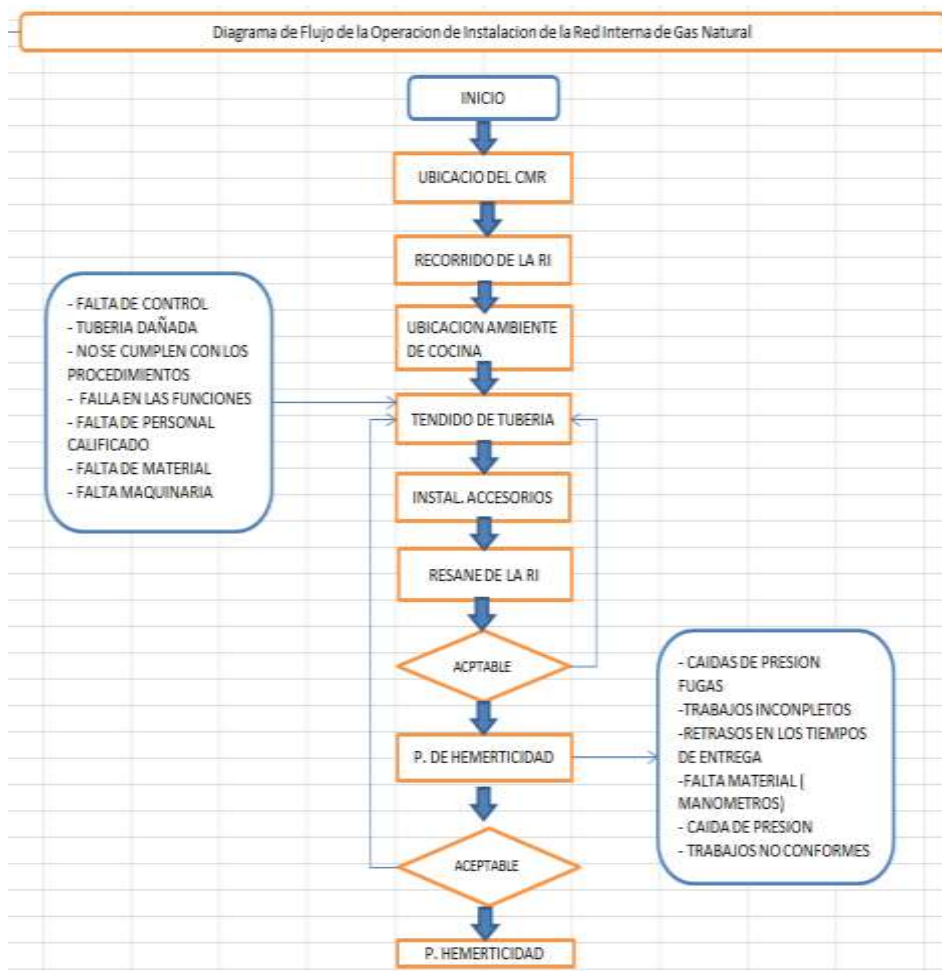 Diagrama de Flujo de la Operacion de Instalacion de la Red Interna de Gas Natural
INICIO
UBICACIO DEL CMR
RECORRIDO DE LA RI
UBICACION AMBIENTE
DE COCINA
- FALTA DE CONTROL
- TUBERIA DAÑADA
- NO SE CUMPLEN CON LOS
PROCEDIMIENTOS
- FALLA EN LAS FUNCIONES
- FALTA DE PERSONAL
CALIFICADO
- FALTA DE MATERIAL
- FALTA MAQUINARIA
TENDIDO DE TUBERIA
INSTAL. ACCESORIOS
RESANE DE LA RI
ACPTABLE
P. DE HEMERTICIDAD
- CAIDAS DE PRESION
FUGAS
-TRABAJOS INCONPLETOS
-RETRASOS EN LOS TIEMPOS
DE ENTREGA
-FALTA MATERIAL (
MANOMETROS)
- CAIDA DE PRESION
- TRABAJOS NO CONFORMES
ACEPTABLE
P. HEMERTICIDAD